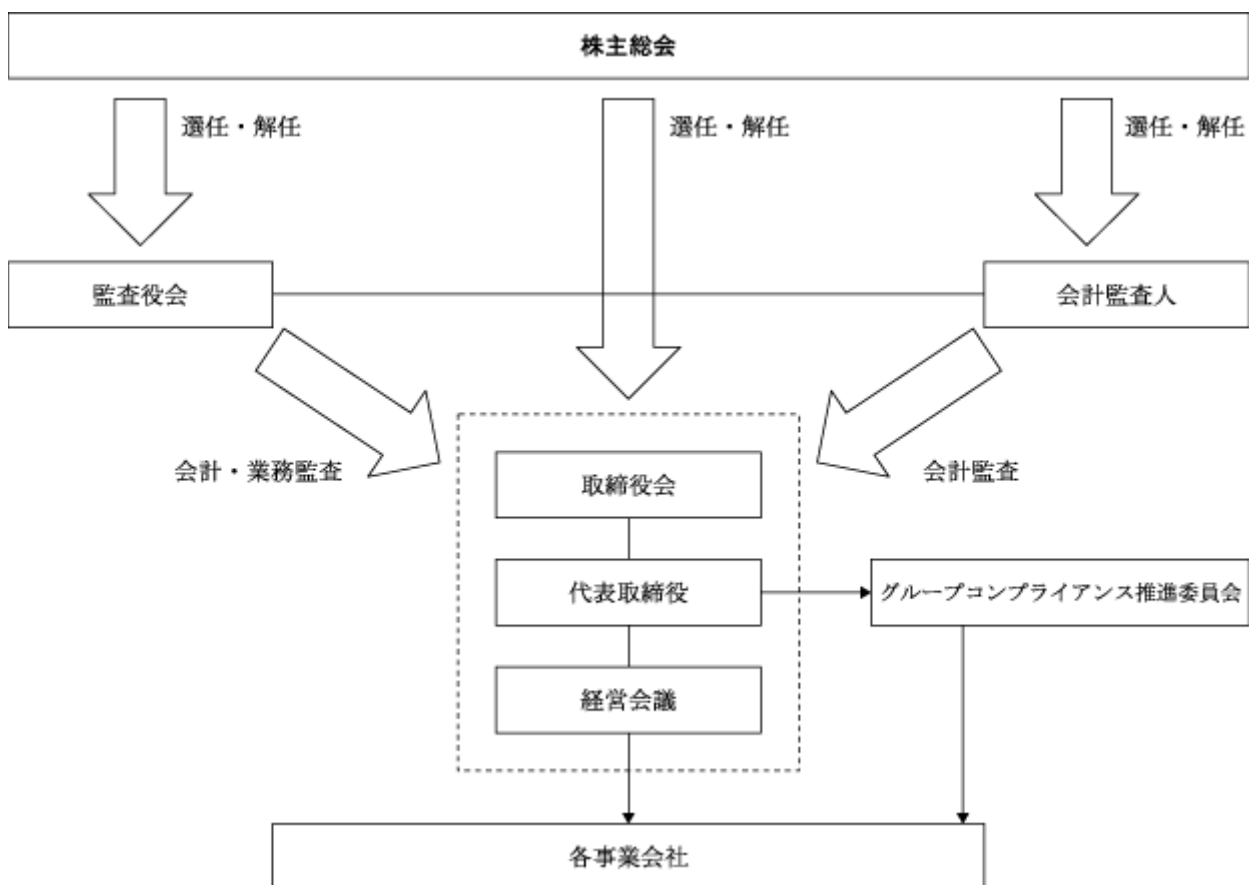 株主総会
選任・解任
選任・解任
選任・解任
監査役会
会計監査人
会計・業務監査
会計監査
取締役会
代表取締役
グループコンプライアンス推進委員会
経営会議
各事業会社